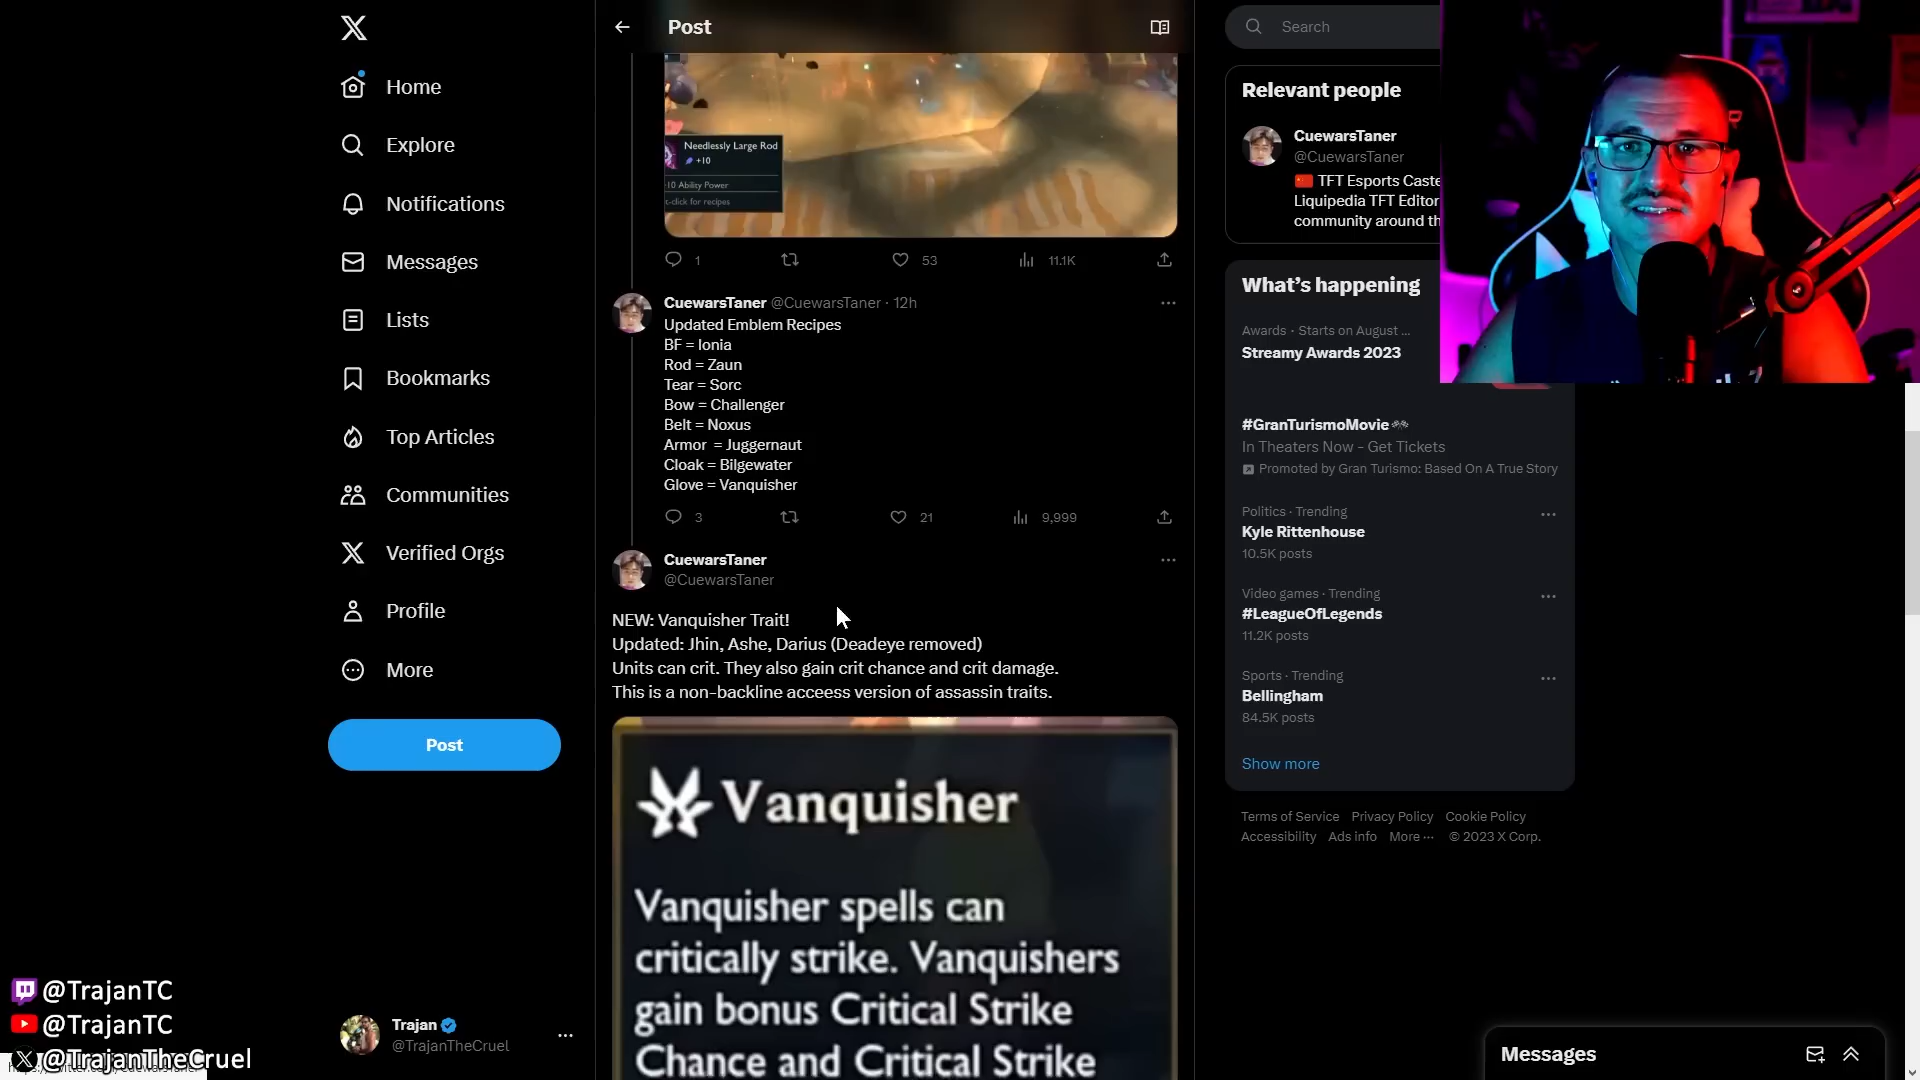 Home
Explore
Notifications
Messages
Lists
Bookmarks
Top Articles
Communities
Verified Orgs
Profile
More
Post
Trajan
@TrajanTheCruel
@TrajanTC
@TrajanTC
@TrajanTheCruel
Post
Needlessly Large Rod
+10
10 Ability Power
t-click for recipes
1
53
11.1K
CuewarsTaner @CuewarsTaner · 12h
Updated Emblem Recipes
BF = Ionia
Rod = Zaun
Tear = Sorc
Bow = Challenger
Belt = Noxus
Armor = Juggernaut
Cloak = Bilgewater
Glove = Vanquisher
3
21
9,999
CuewarsTaner
@CuewarsTaner
NEW: Vanquisher Trait!
Updated: Jhin, Ashe, Darius (Deadeye removed)
Units can crit. They also gain crit chance and crit damage.
This is a non-backline acceess version of assassin traits.
Vanquisher
Vanquisher spells can
critically strike. Vanquishers
gain bonus Critical Strike
Chance and Critical Strike
Search
Relevant people
CuewarsTaner
@CuewarsTaner
TFT Esports Caste
Liquipedia TFT Editor
community around th
What's happening
Awards · Starts on August ...
Streamy Awards 2023
#GranTurismoMovie
In Theaters Now - Get Tickets
Promoted by Gran Turismo: Based On A True Story
Politics · Trending
Kyle Rittenhouse
10.5K posts
Video games · Trending
#LeagueOfLegends
11.2K posts
Sports · Trending
Bellingham
84.5K posts
Show more
Terms of Service Privacy Policy Cookie Policy
Accessibility Ads info More ··· © 2023 X Corp.
Messages